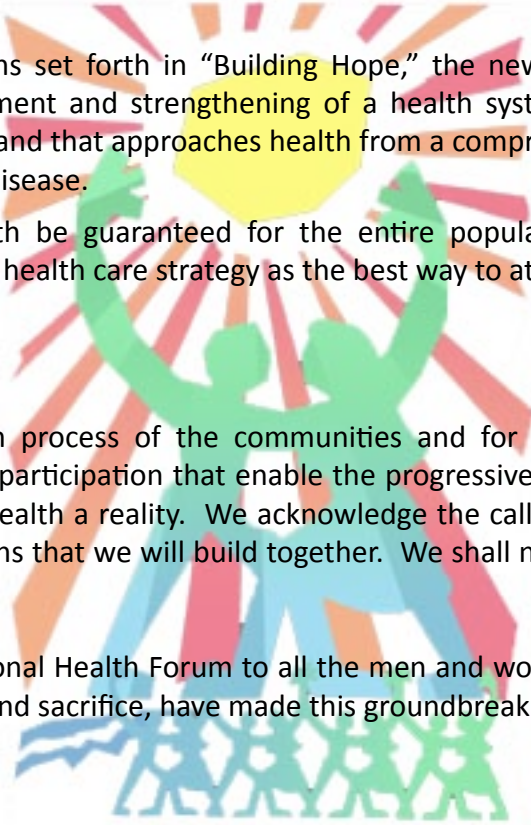 ns set forth in “Building Hope,” the new
ment and strengthening of a health syst
and that approaches health from a compr
isease.
th be guaranteed for the entire popula
health care strategy as the best way to at
n process of the communities and for
participation that enable the progressive
ealth a reality. We acknowledge the call
ns that we will build together. We shall n
onal Health Forum to all the men and wo
nd sacrifice, have made this groundbreak